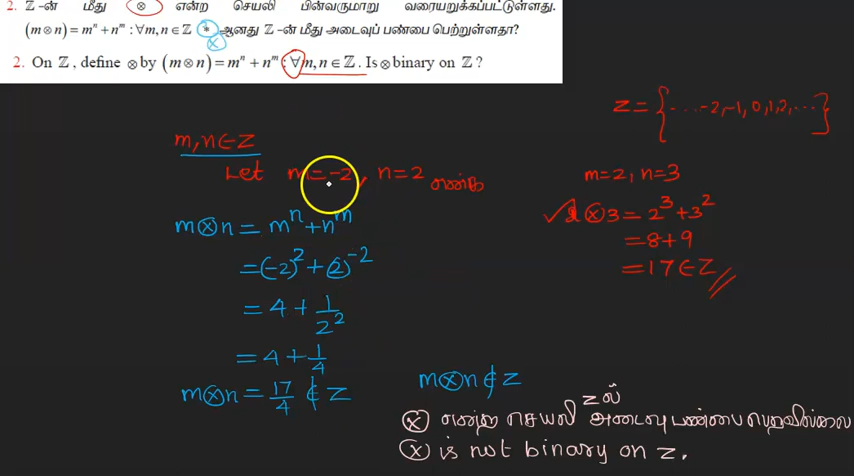 2. ℤ-ன் மீது ⊗ என்ற செயலி பின்வருமாறு வரையறுக்கப்பட்டுள்ளது.
(m ⊗ n) = mⁿ + nᵐ : ∀m, n ∈ ℤ * ஆனது ℤ-ன் மீது அடைவுப் பண்பை பெற்றுள்ளதா?
⊗
2. On ℤ, define ⊗ by (m ⊗ n) = mⁿ + nᵐ : ∀m, n ∈ ℤ. Is ⊗ binary on ℤ?
m, n ∈ Z
Let m = -2, n = 2 என்க
m ⊗ n = mⁿ + nᵐ
= (-2)² + (2)⁻²
= 4 + 1/2²
= 4 + 1/4
m ⊗ n = 17/4 ∉ Z
Z = {.... -2, -1, 0, 1, 2, ...}
m = 2, n = 3
✓ 2 ⊗ 3 = 2³ + 3²
= 8 + 9
= 17 ∈ Z //
m ⊗ n ∉ Z
⊗ என்ற செயலி Z ல் அடைவு பண்பை பெறவில்லை
⊗ is not binary on Z.